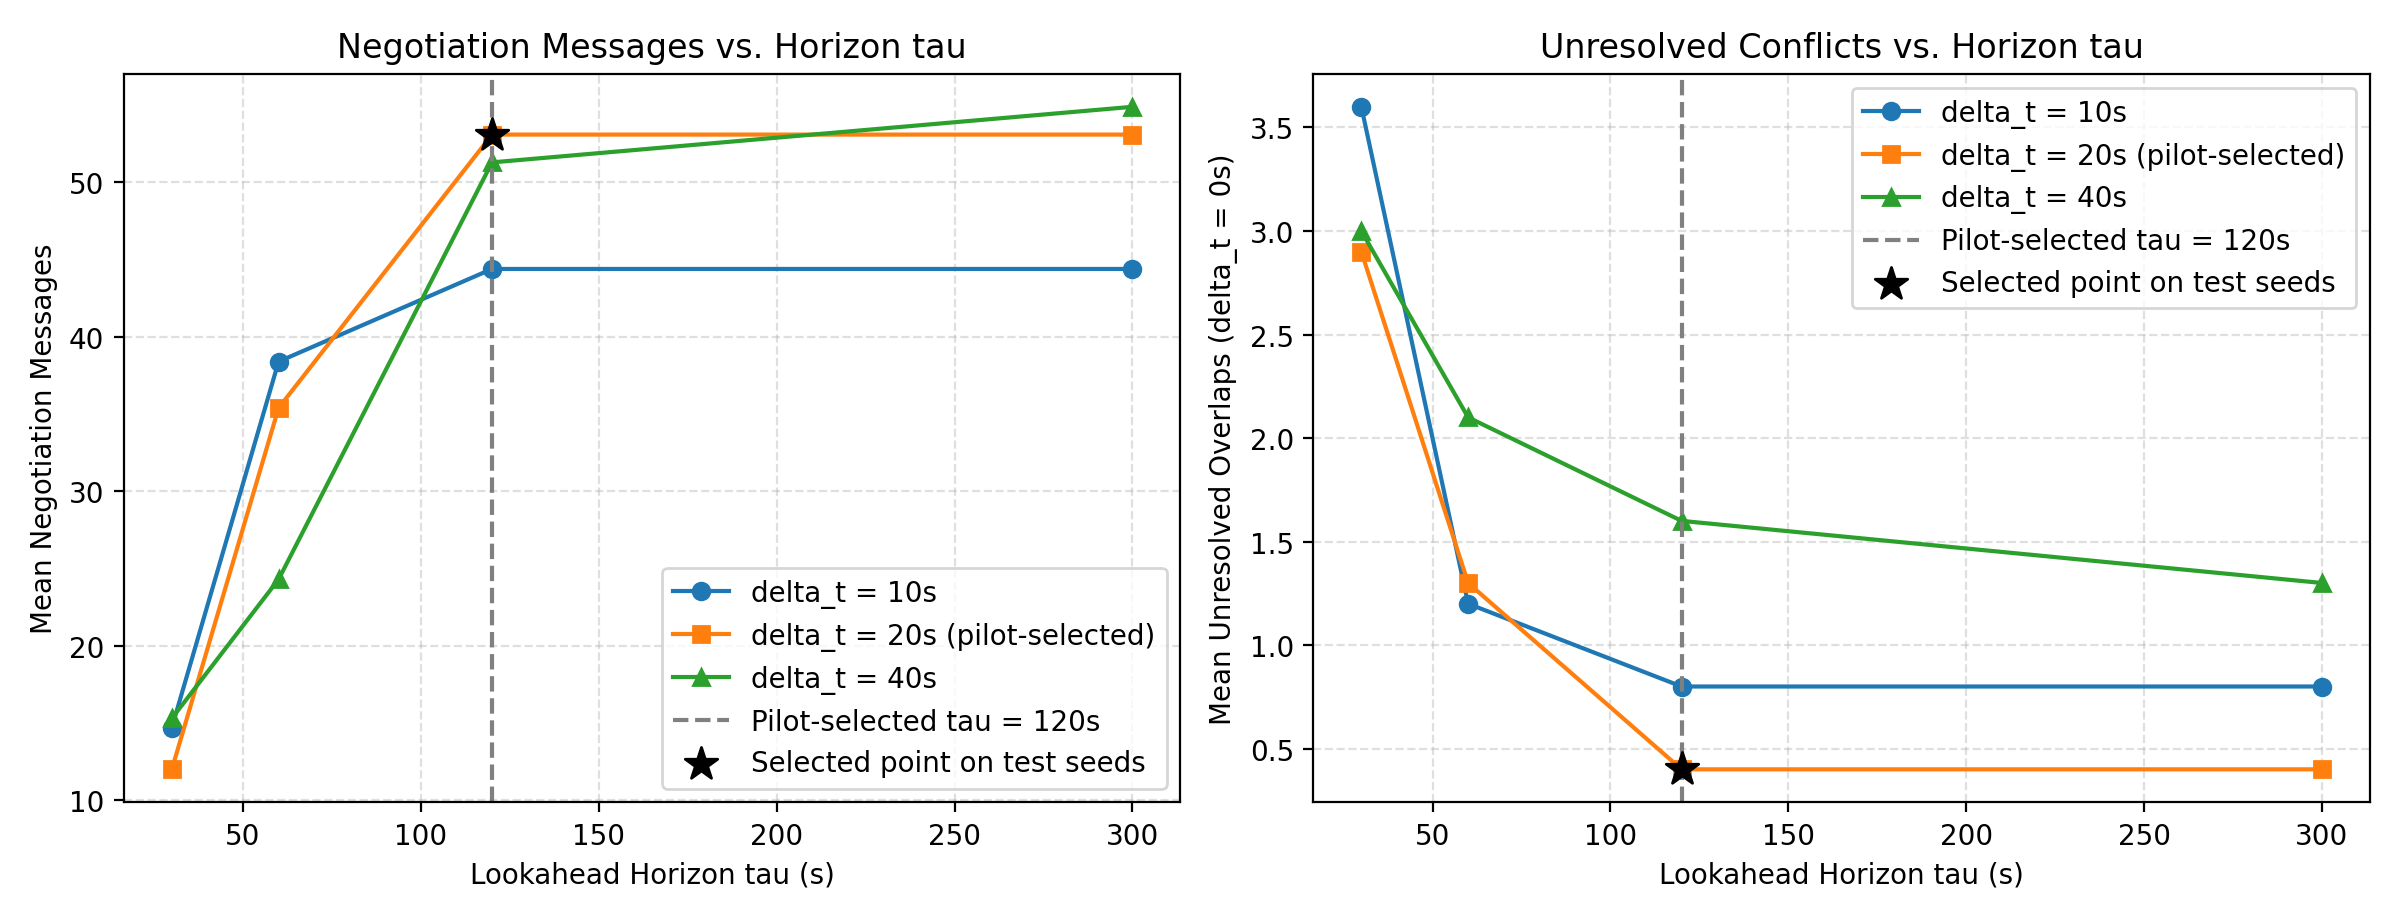 Negotiation Messages vs. Horizon tau
Mean Negotiation Messages
50
40
30
20
10
delta_t = 10s
delta_t = 20s (pilot-selected)
delta_t = 40s
Pilot-selected tau = 120s
Selected point on test seeds
50
100
150
200
250
300
Lookahead Horizon tau (s)
Unresolved Conflicts vs. Horizon tau
Mean Unresolved Overlaps (delta_t = 0s)
3.5
3.0
2.5
2.0
1.5
1.0
0.5
delta_t = 10s
delta_t = 20s (pilot-selected)
delta_t = 40s
Pilot-selected tau = 120s
Selected point on test seeds
50
100
150
200
250
300
Lookahead Horizon tau (s)